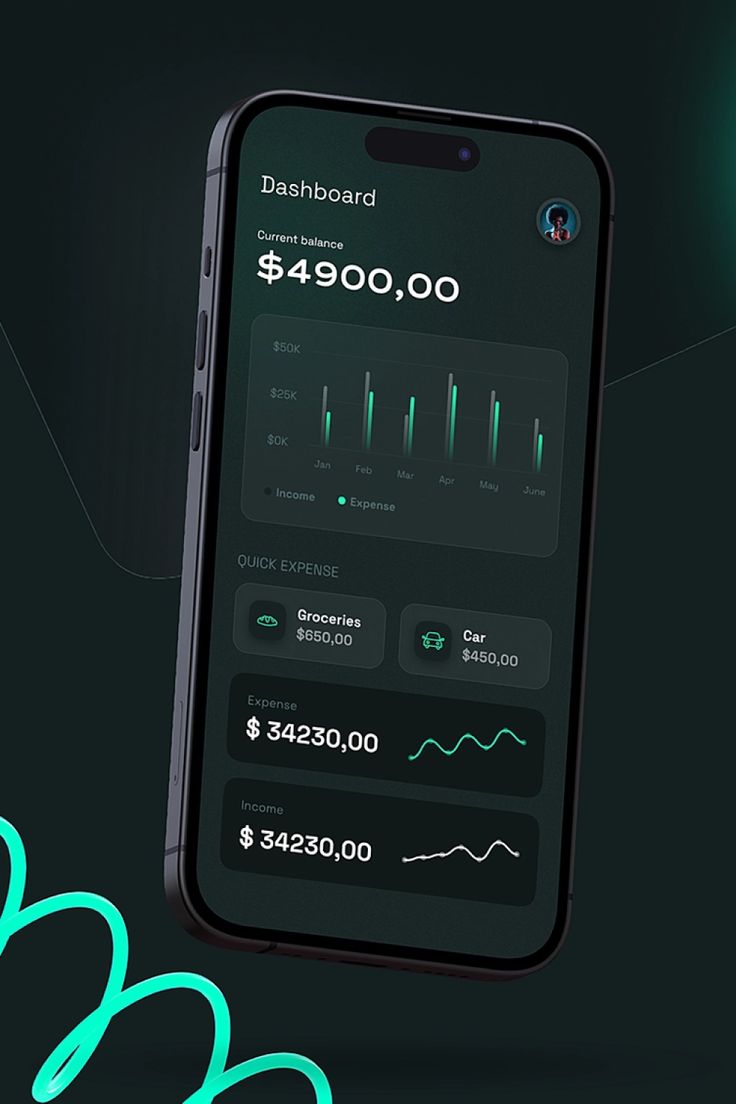 Dashboard
Current balance
$4900,00
$50K
$25K
$0K
Jan Feb Mar Apr May June
Income Expense
QUICK EXPENSE
Groceries
$650,00
Car
$450,00
Expense
$ 34230,00
Income
$ 34230,00